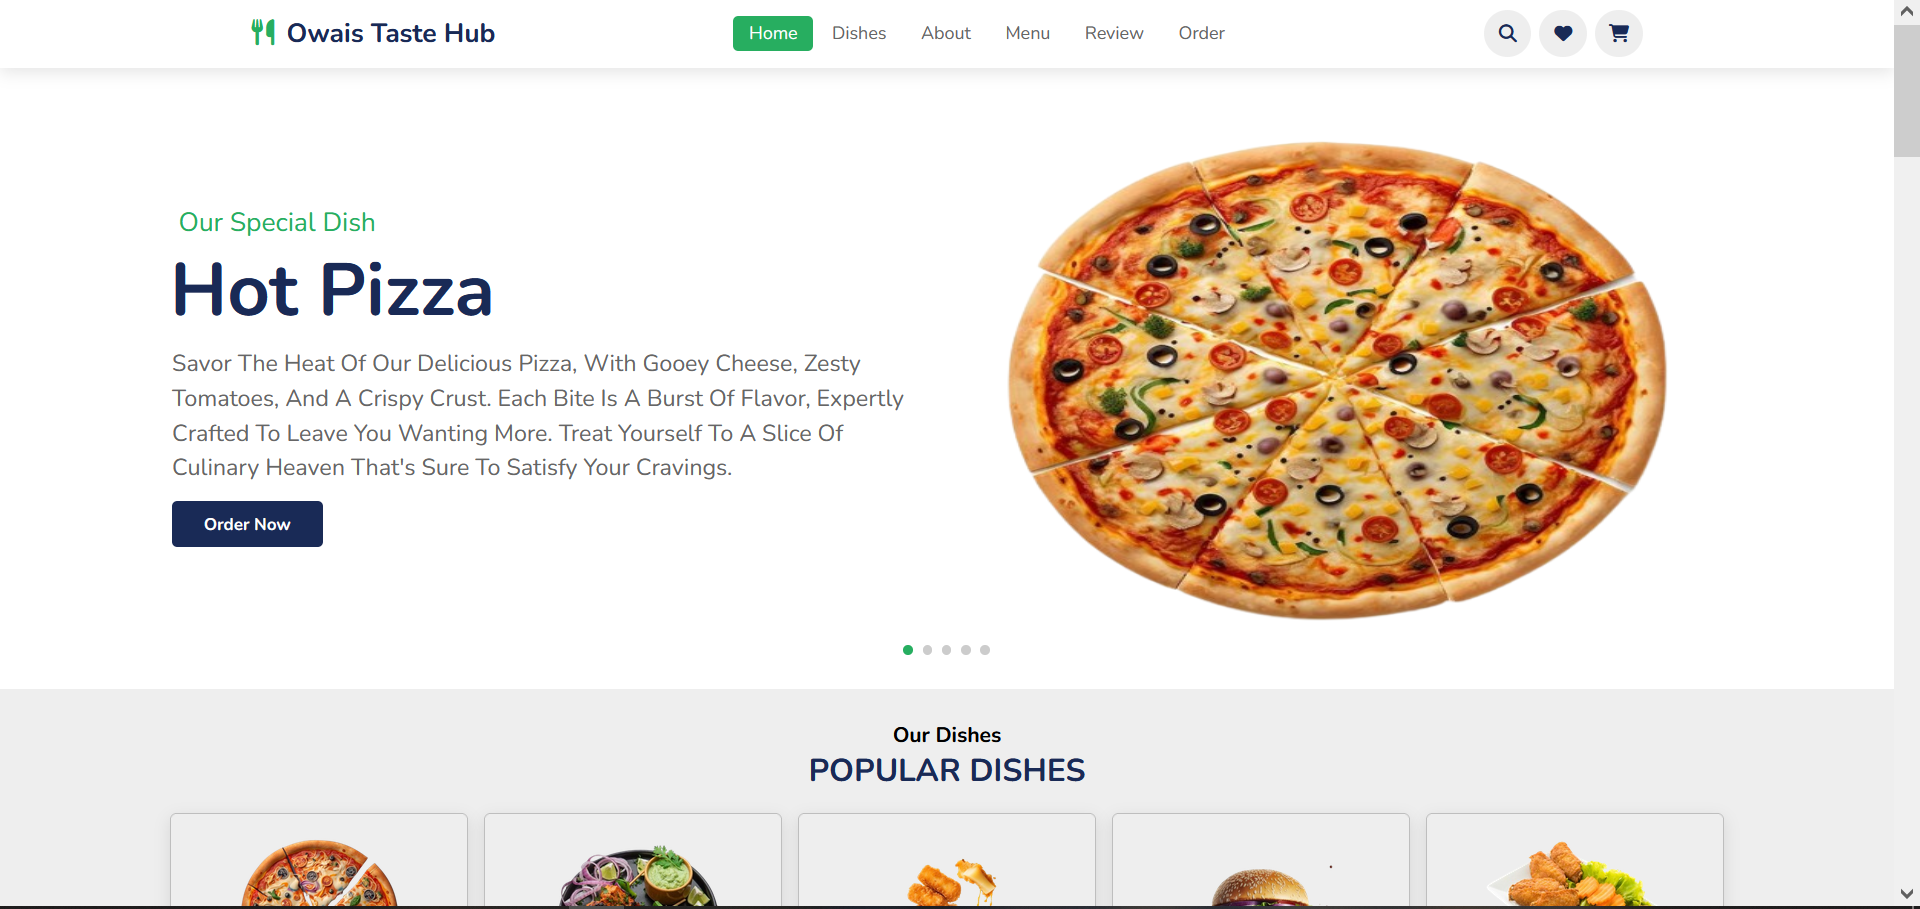 Owais Taste Hub
Home Dishes About Menu Review Order
Our Special Dish
Hot Pizza
Savor The Heat Of Our Delicious Pizza, With Gooey Cheese, Zesty
Tomatoes, And A Crispy Crust. Each Bite Is A Burst Of Flavor, Expertly
Crafted To Leave You Wanting More. Treat Yourself To A Slice Of
Culinary Heaven That's Sure To Satisfy Your Cravings.
Order Now
Our Dishes
POPULAR DISHES